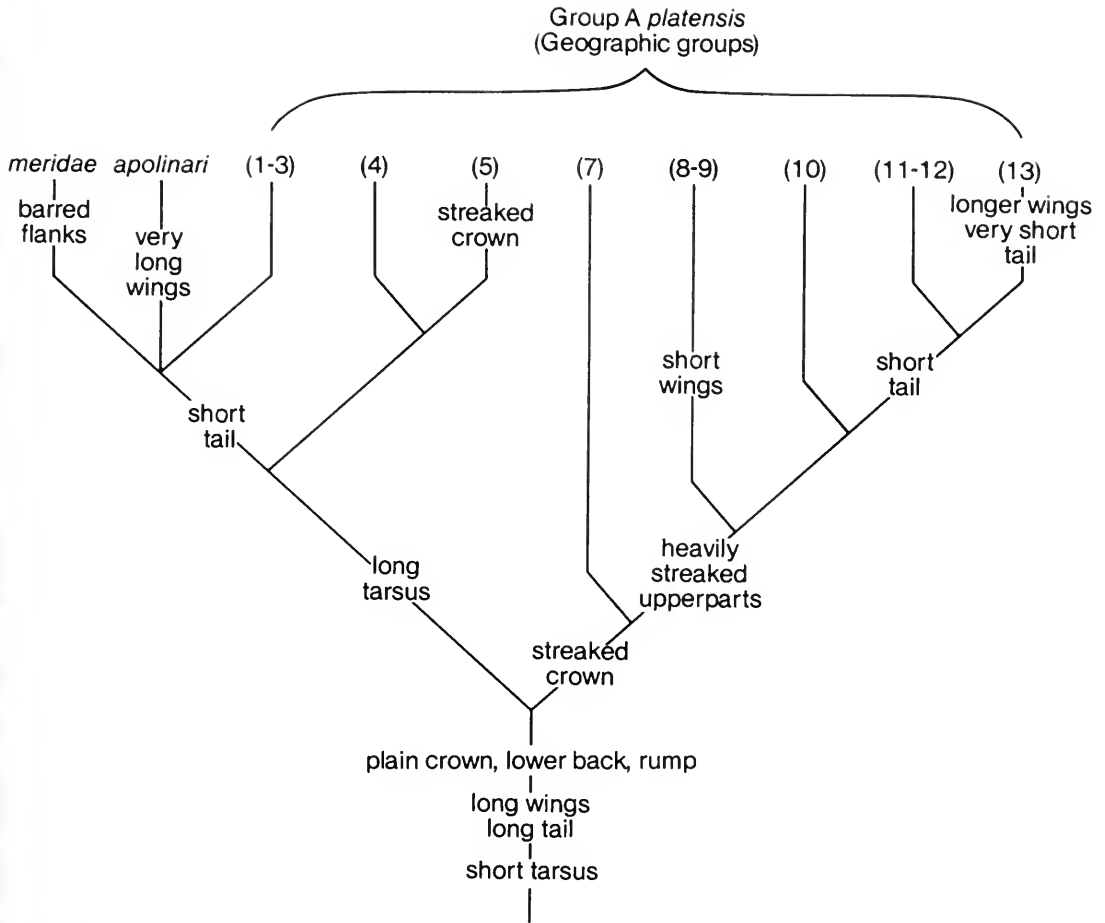 Group A platensis
(Geographic groups)
meridae apolinari (1-3) (4) (5) (7) (8-9) (10) (11-12) (13)
barred
flanks
very
long
wings
streaked
crown
longer wings
very short
tail
short
wings
short
tail
short
tail
long
tarsus
heavily
streaked
upperparts
streaked
crown
plain crown, lower back, rump
long wings
long tail
short tarsus